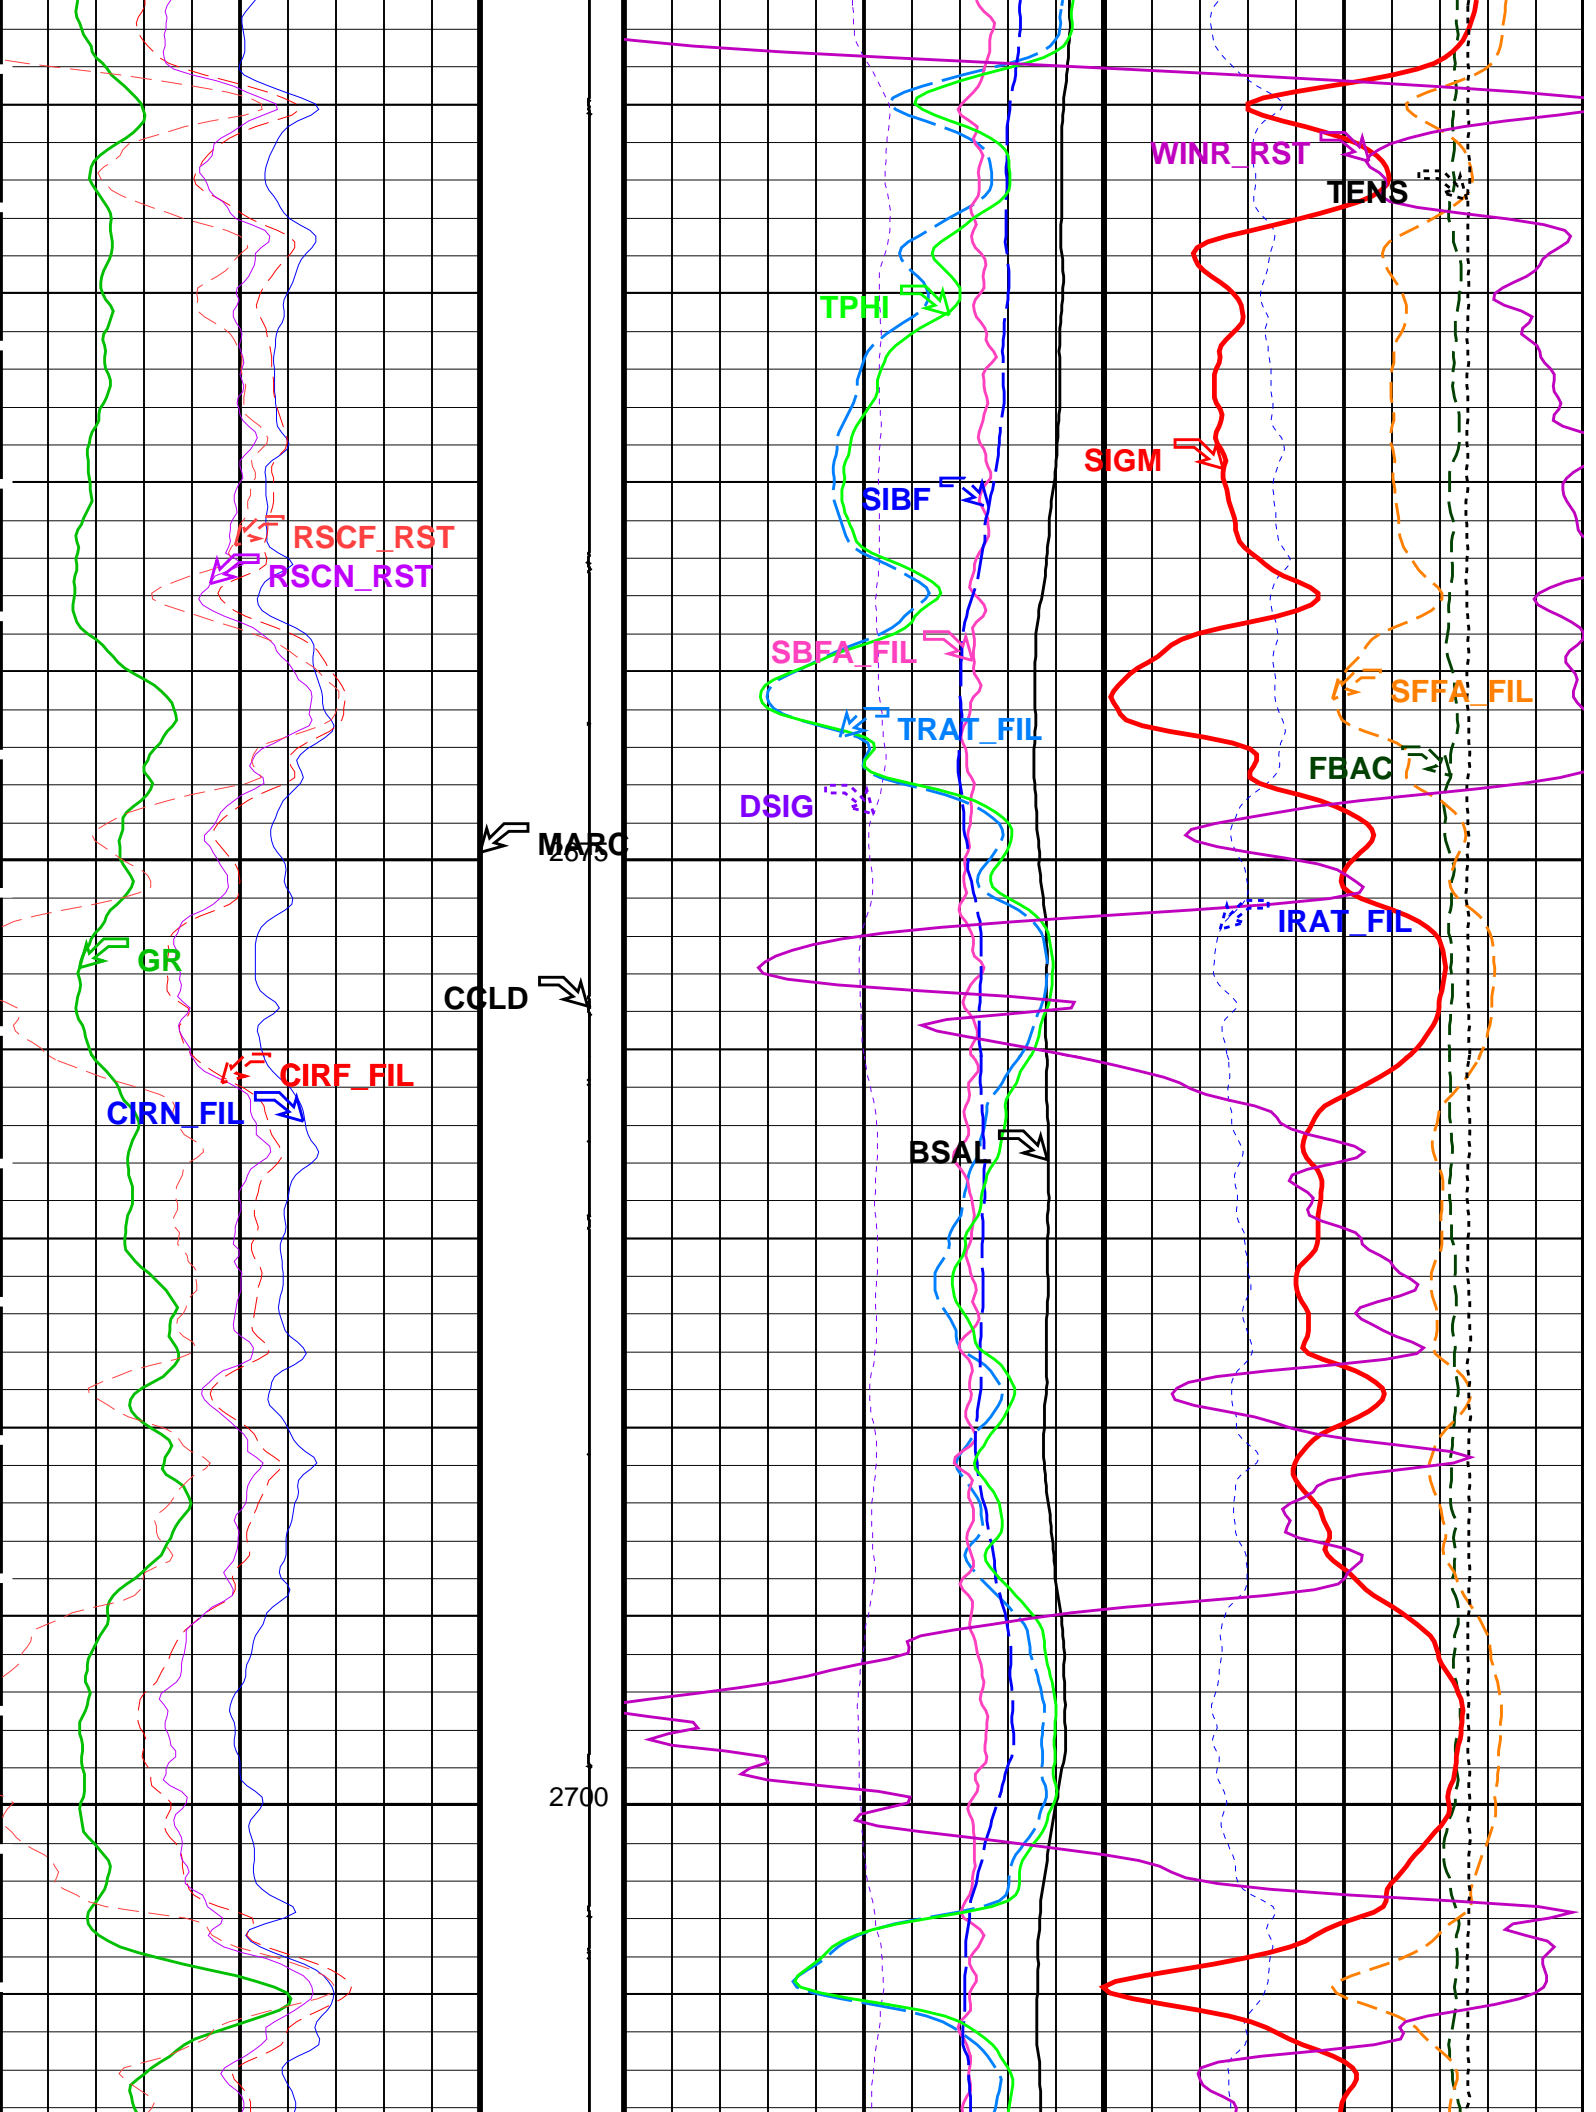 WINR_RST
TENS
TPHI
SIGM
SIBF
RSCF_RST
RSCN_RST
SBFA_FIL
SFFA_FIL
TRAT_FIL
FBAC
DSIG
MARC
2675
IRAT_FIL
GR
CCLD
CIRF_FIL
CIRN_FIL
BSAL
2700